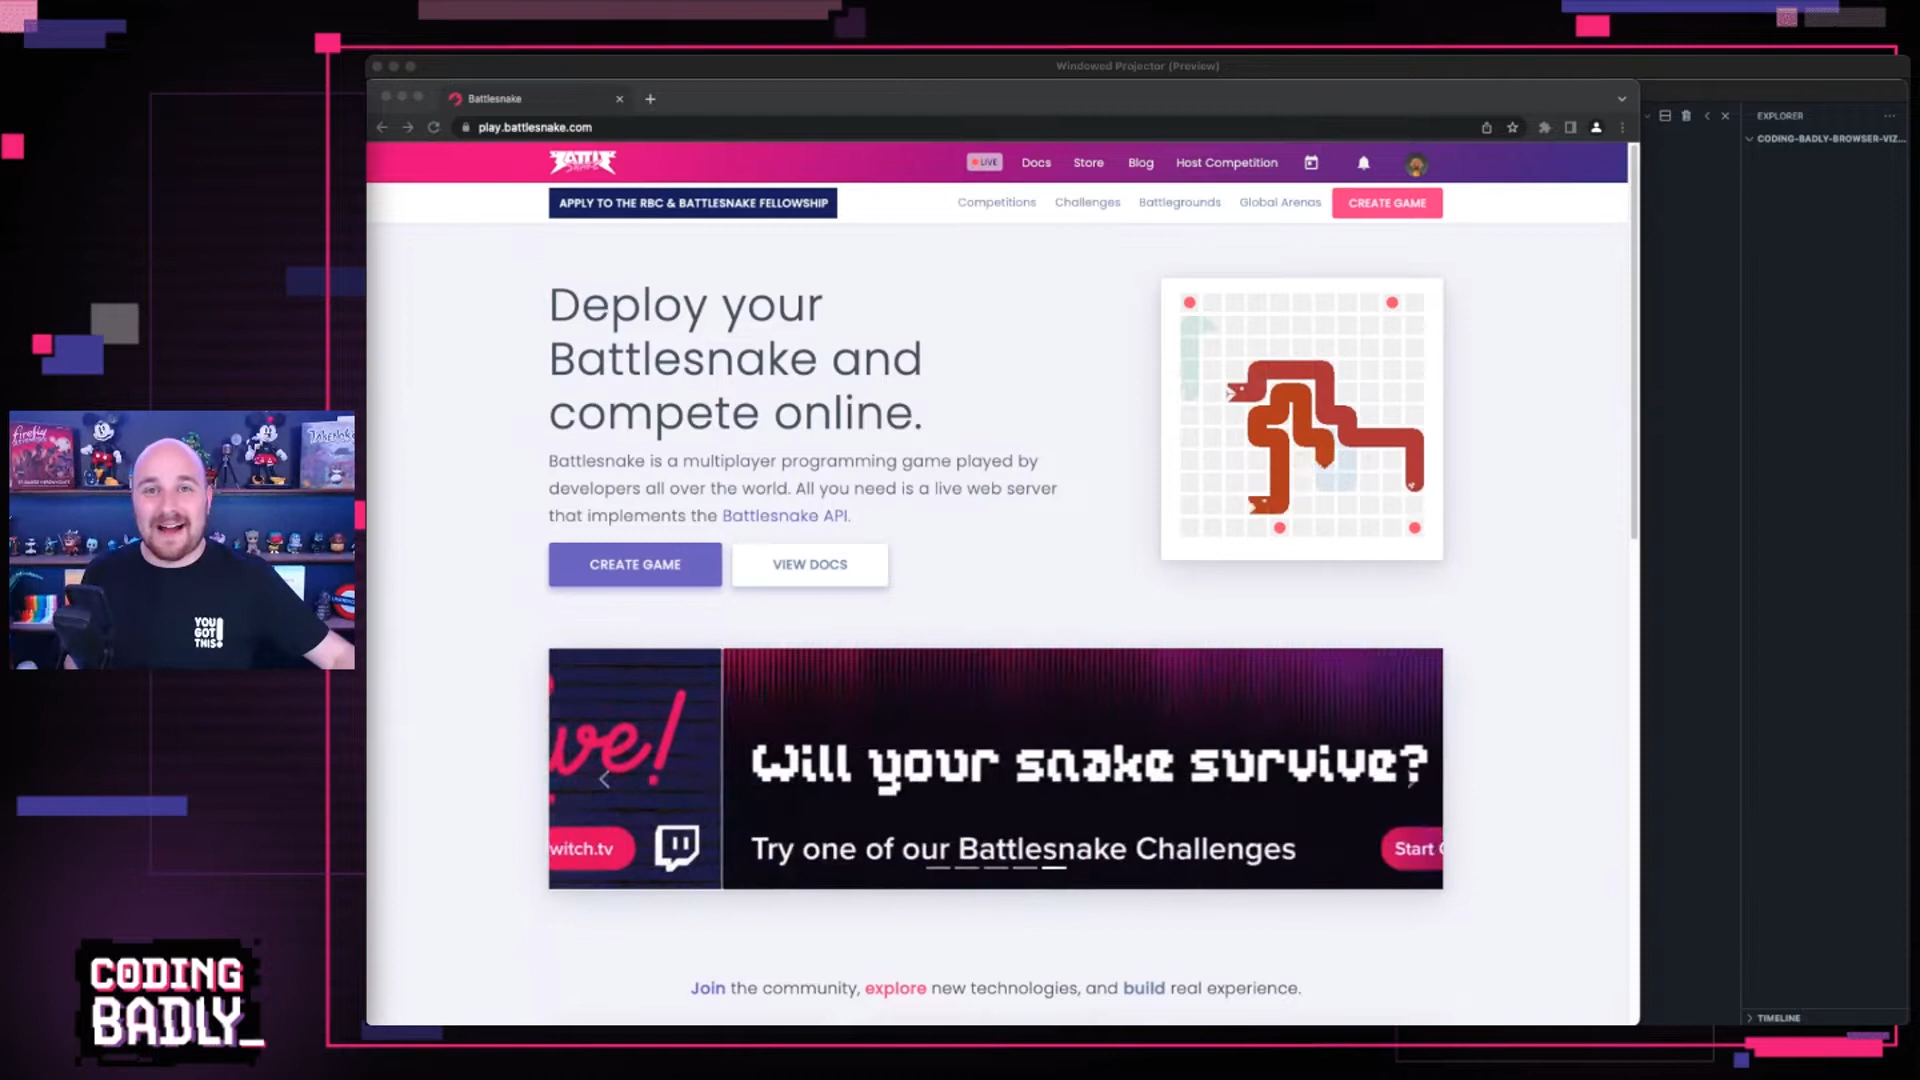 Windowed Projector (Preview)
Battlesnake
play.battlesnake.com
EXPLORER
CODING-BADLY-BROWSER-VIZ...
BATTLE
SNAKE
LIVE
Docs
Store
Blog
Host Competition
APPLY TO THE RBC & BATTLESNAKE FELLOWSHIP
Competitions
Challenges
Battlegrounds
Global Arenas
CREATE GAME
Deploy your
Battlesnake and
compete online.
Battlesnake is a multiplayer programming game played by
developers all over the world. All you need is a live web server
that implements the Battlesnake API.
CREATE GAME
VIEW DOCS
firefly
YOU
GOT
THIS!
ve!
witch.tv
Will your snake survive?
Try one of our Battlesnake Challenges
Start
Join the community, explore new technologies, and build real experience.
CODING
BADLY_
TIMELINE